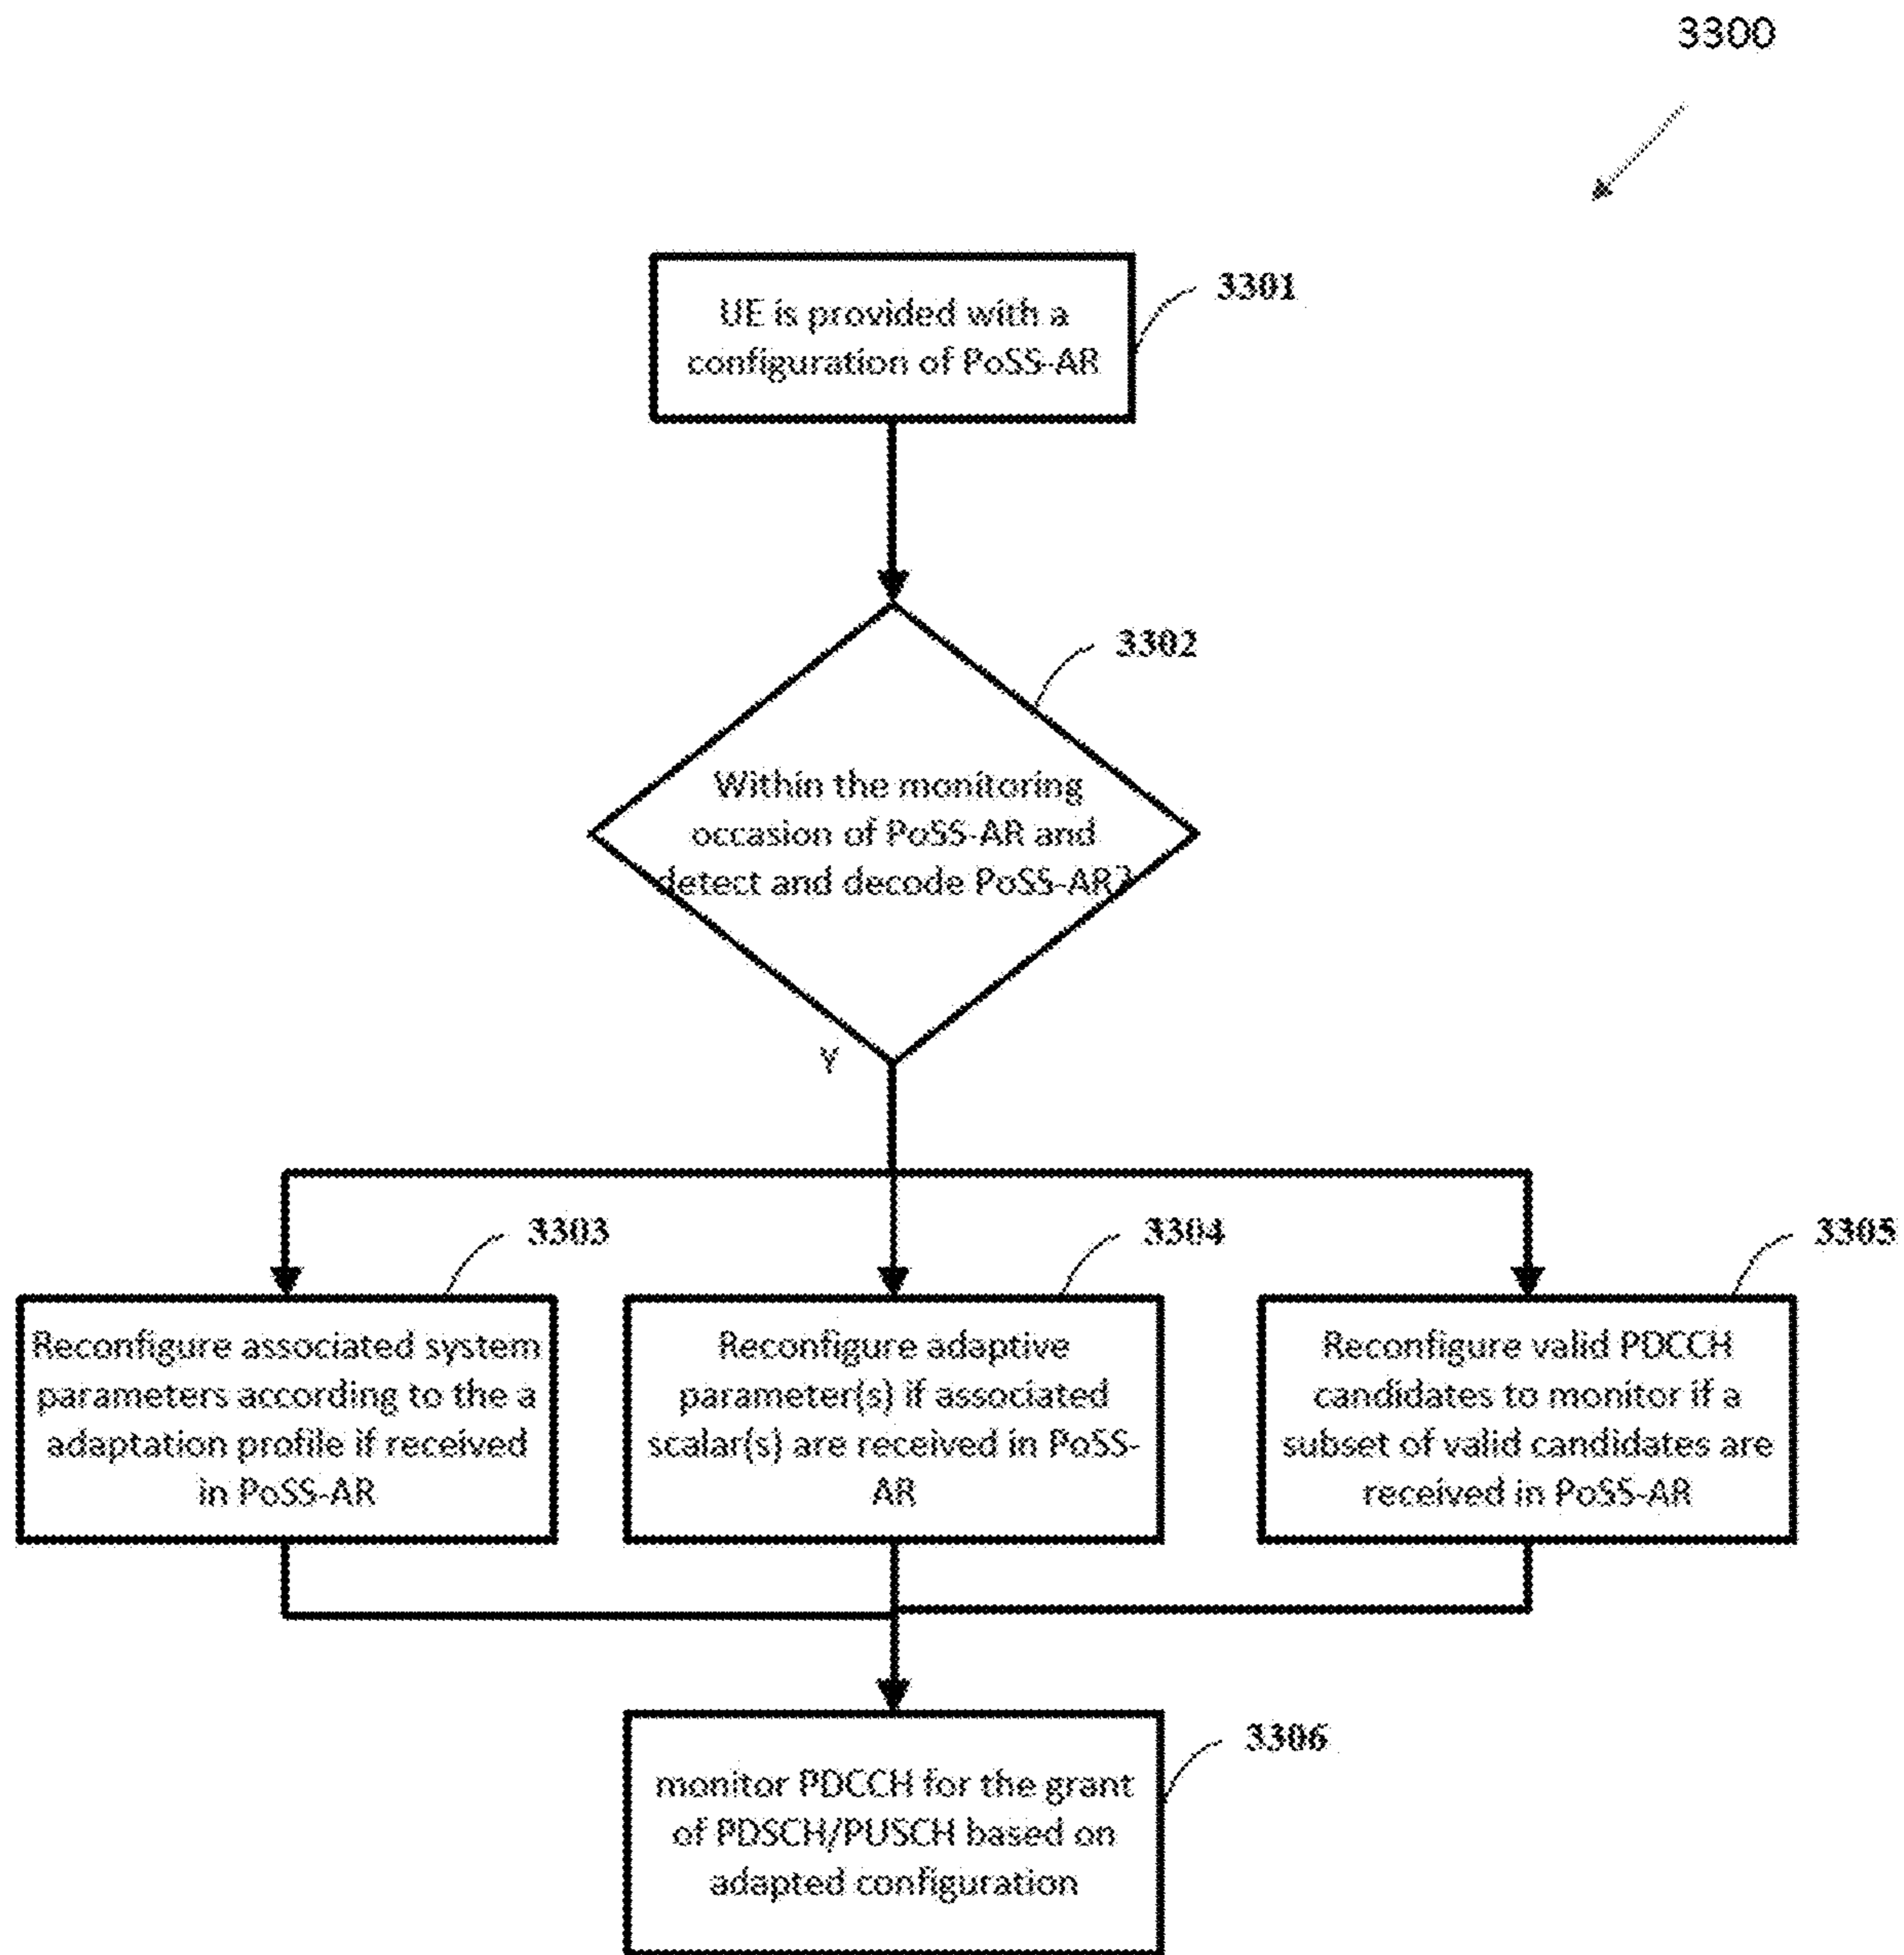 3300
UE is provided with a
configuration of PoSS-AR
3301
3302
Within the monitoring
occasion of PoSS-AR and
detect and decode PoSS-AR?
Y
3303
Reconfigure associated system
parameters according to the a
adaptation profile if received
in PoSS-AR
3304
Reconfigure adaptive
parameter(s) if associated
scalar(s) are received in PoSS-
AR
3305
Reconfigure valid PDCCH
candidates to monitor if a
subset of valid candidates are
received in PoSS-AR
3306
monitor PDCCH for the grant
of PDSCH/PUSCH based on
adapted configuration